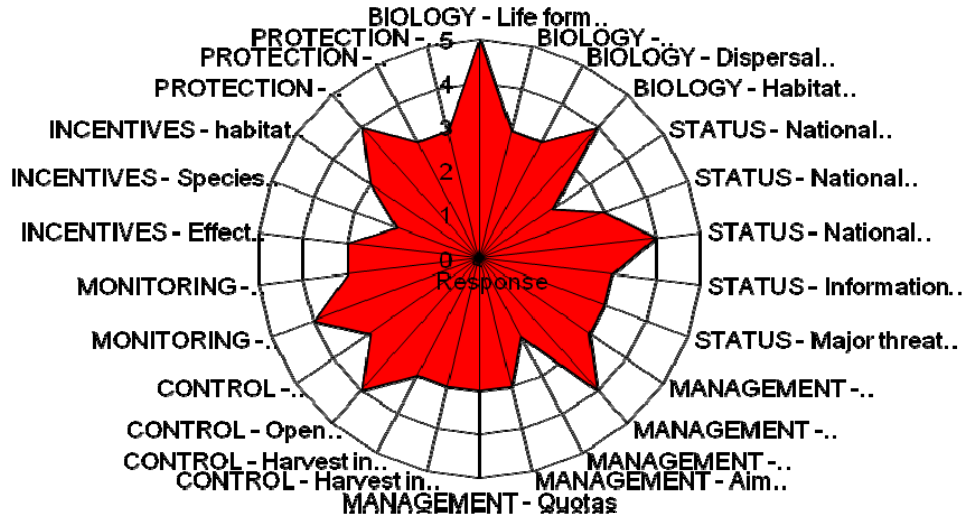 BIOLOGY - Life form..
PROTECTION - ..
5
BIOLOGY - ..
PROTECTION - ..
BIOLOGY - Dispersal..
PROTECTION - ..
4
BIOLOGY - Habitat..
INCENTIVES - habitat..
3
STATUS - National..
INCENTIVES - Species..
2
STATUS - National..
INCENTIVES - Effect..
1
STATUS - National..
0
Response
MONITORING - ..
STATUS - Information..
MONITORING - ..
STATUS - Major threat..
CONTROL - ..
MANAGEMENT - ..
CONTROL - Open..
MANAGEMENT - ..
CONTROL - Harvest in..
MANAGEMENT - ..
CONTROL - Harvest in..
MANAGEMENT - Aim..
MANAGEMENT - Quotas